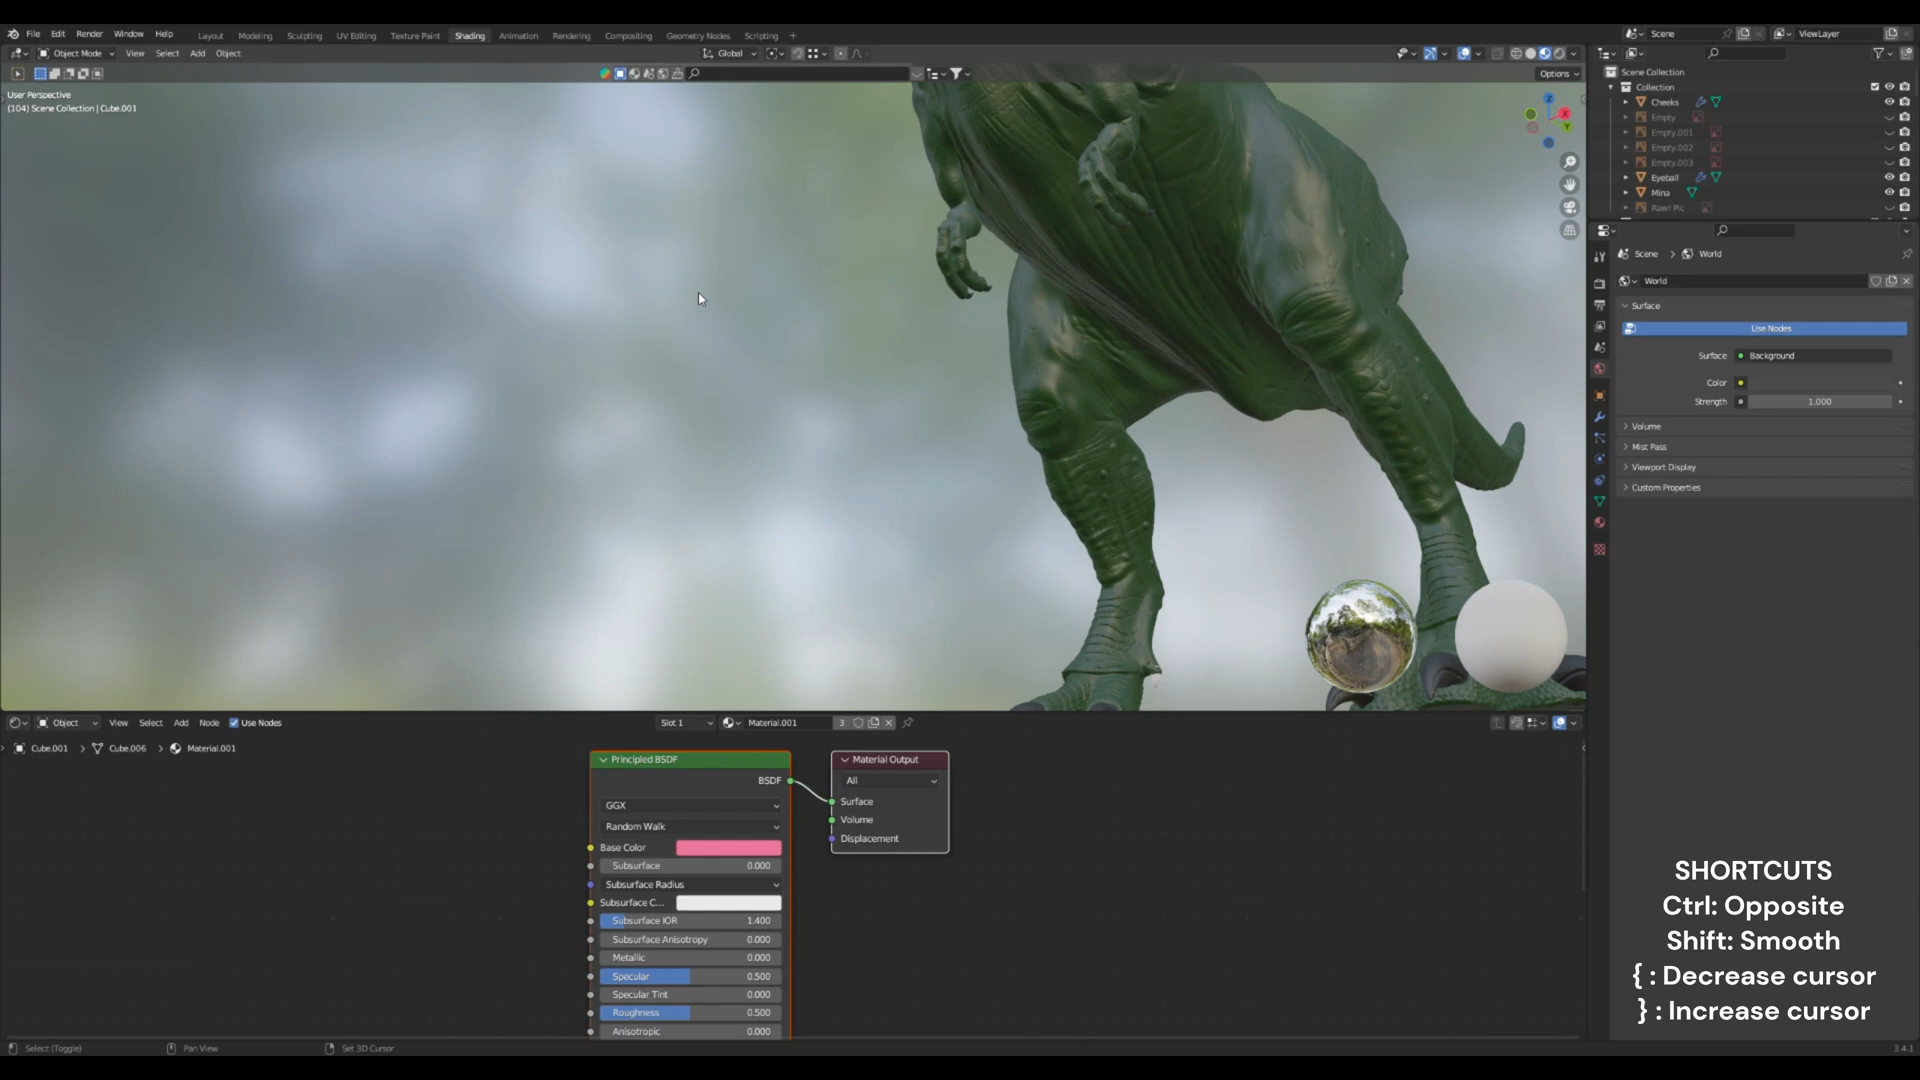 File Edit Render Window Help Layout Modeling Sculpting UV Editing Texture Paint Shading Animation Rendering Compositing Geometry Nodes Scripting + Scene ViewLayer
Object Mode View Select Add Object Global
Options
User Perspective
(104) Scene Collection | Cube.001
Scene Collection
Collection
Cheeks
Empty
Empty.001
Empty.002
Empty.003
Eyeball
Mina
Rawr Pic
Z
X
Y
Scene > World
World
Surface
Use Nodes
Surface Background
Color
Strength 1.000
Volume
Mist Pass
Viewport Display
Custom Properties
Object View Select Add Node Use Nodes Slot 1 Material.001 3
Cube.001 > Cube.006 > Material.001
Principled BSDF
BSDF
GGX
Random Walk
Base Color
Subsurface 0.000
Subsurface Radius
Subsurface C...
Subsurface IOR 1.400
Subsurface Anisotropy 0.000
Metallic 0.000
Specular 0.500
Specular Tint 0.000
Roughness 0.500
Anisotropic 0.000
Material Output
All
Surface
Volume
Displacement
SHORTCUTS
Ctrl: Opposite
Shift: Smooth
{ : Decrease cursor
} : Increase cursor
Select (Toggle) Pan View Set 3D Cursor 3.4.1